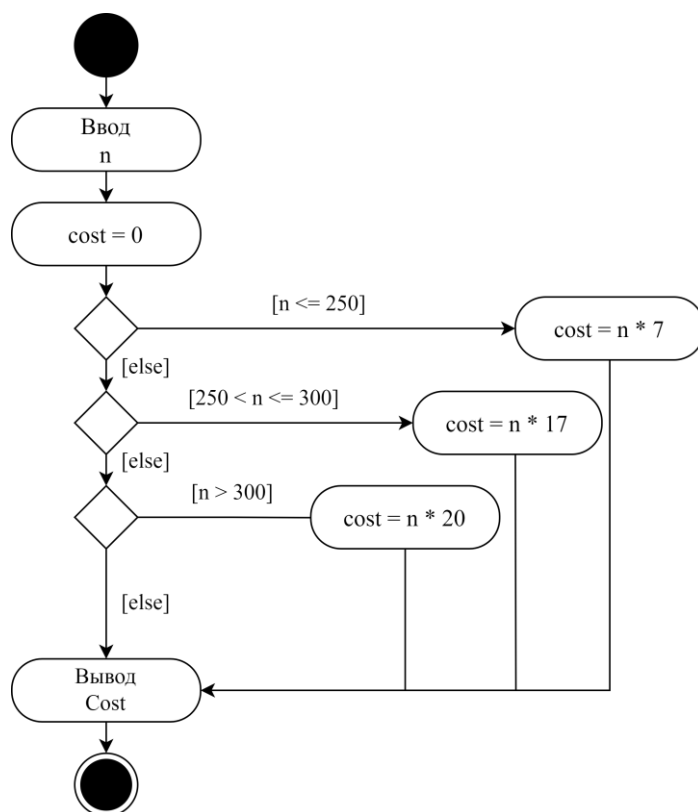 Ввод
n
cost = 0
[n <= 250]
cost = n * 7
[else]
[250 < n <= 300]
cost = n * 17
[else]
[n > 300]
cost = n * 20
[else]
Вывод
Cost